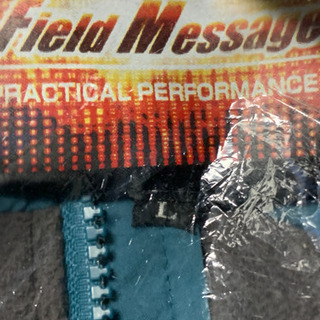 Field Message
PRACTICAL PERFORMANCE
L